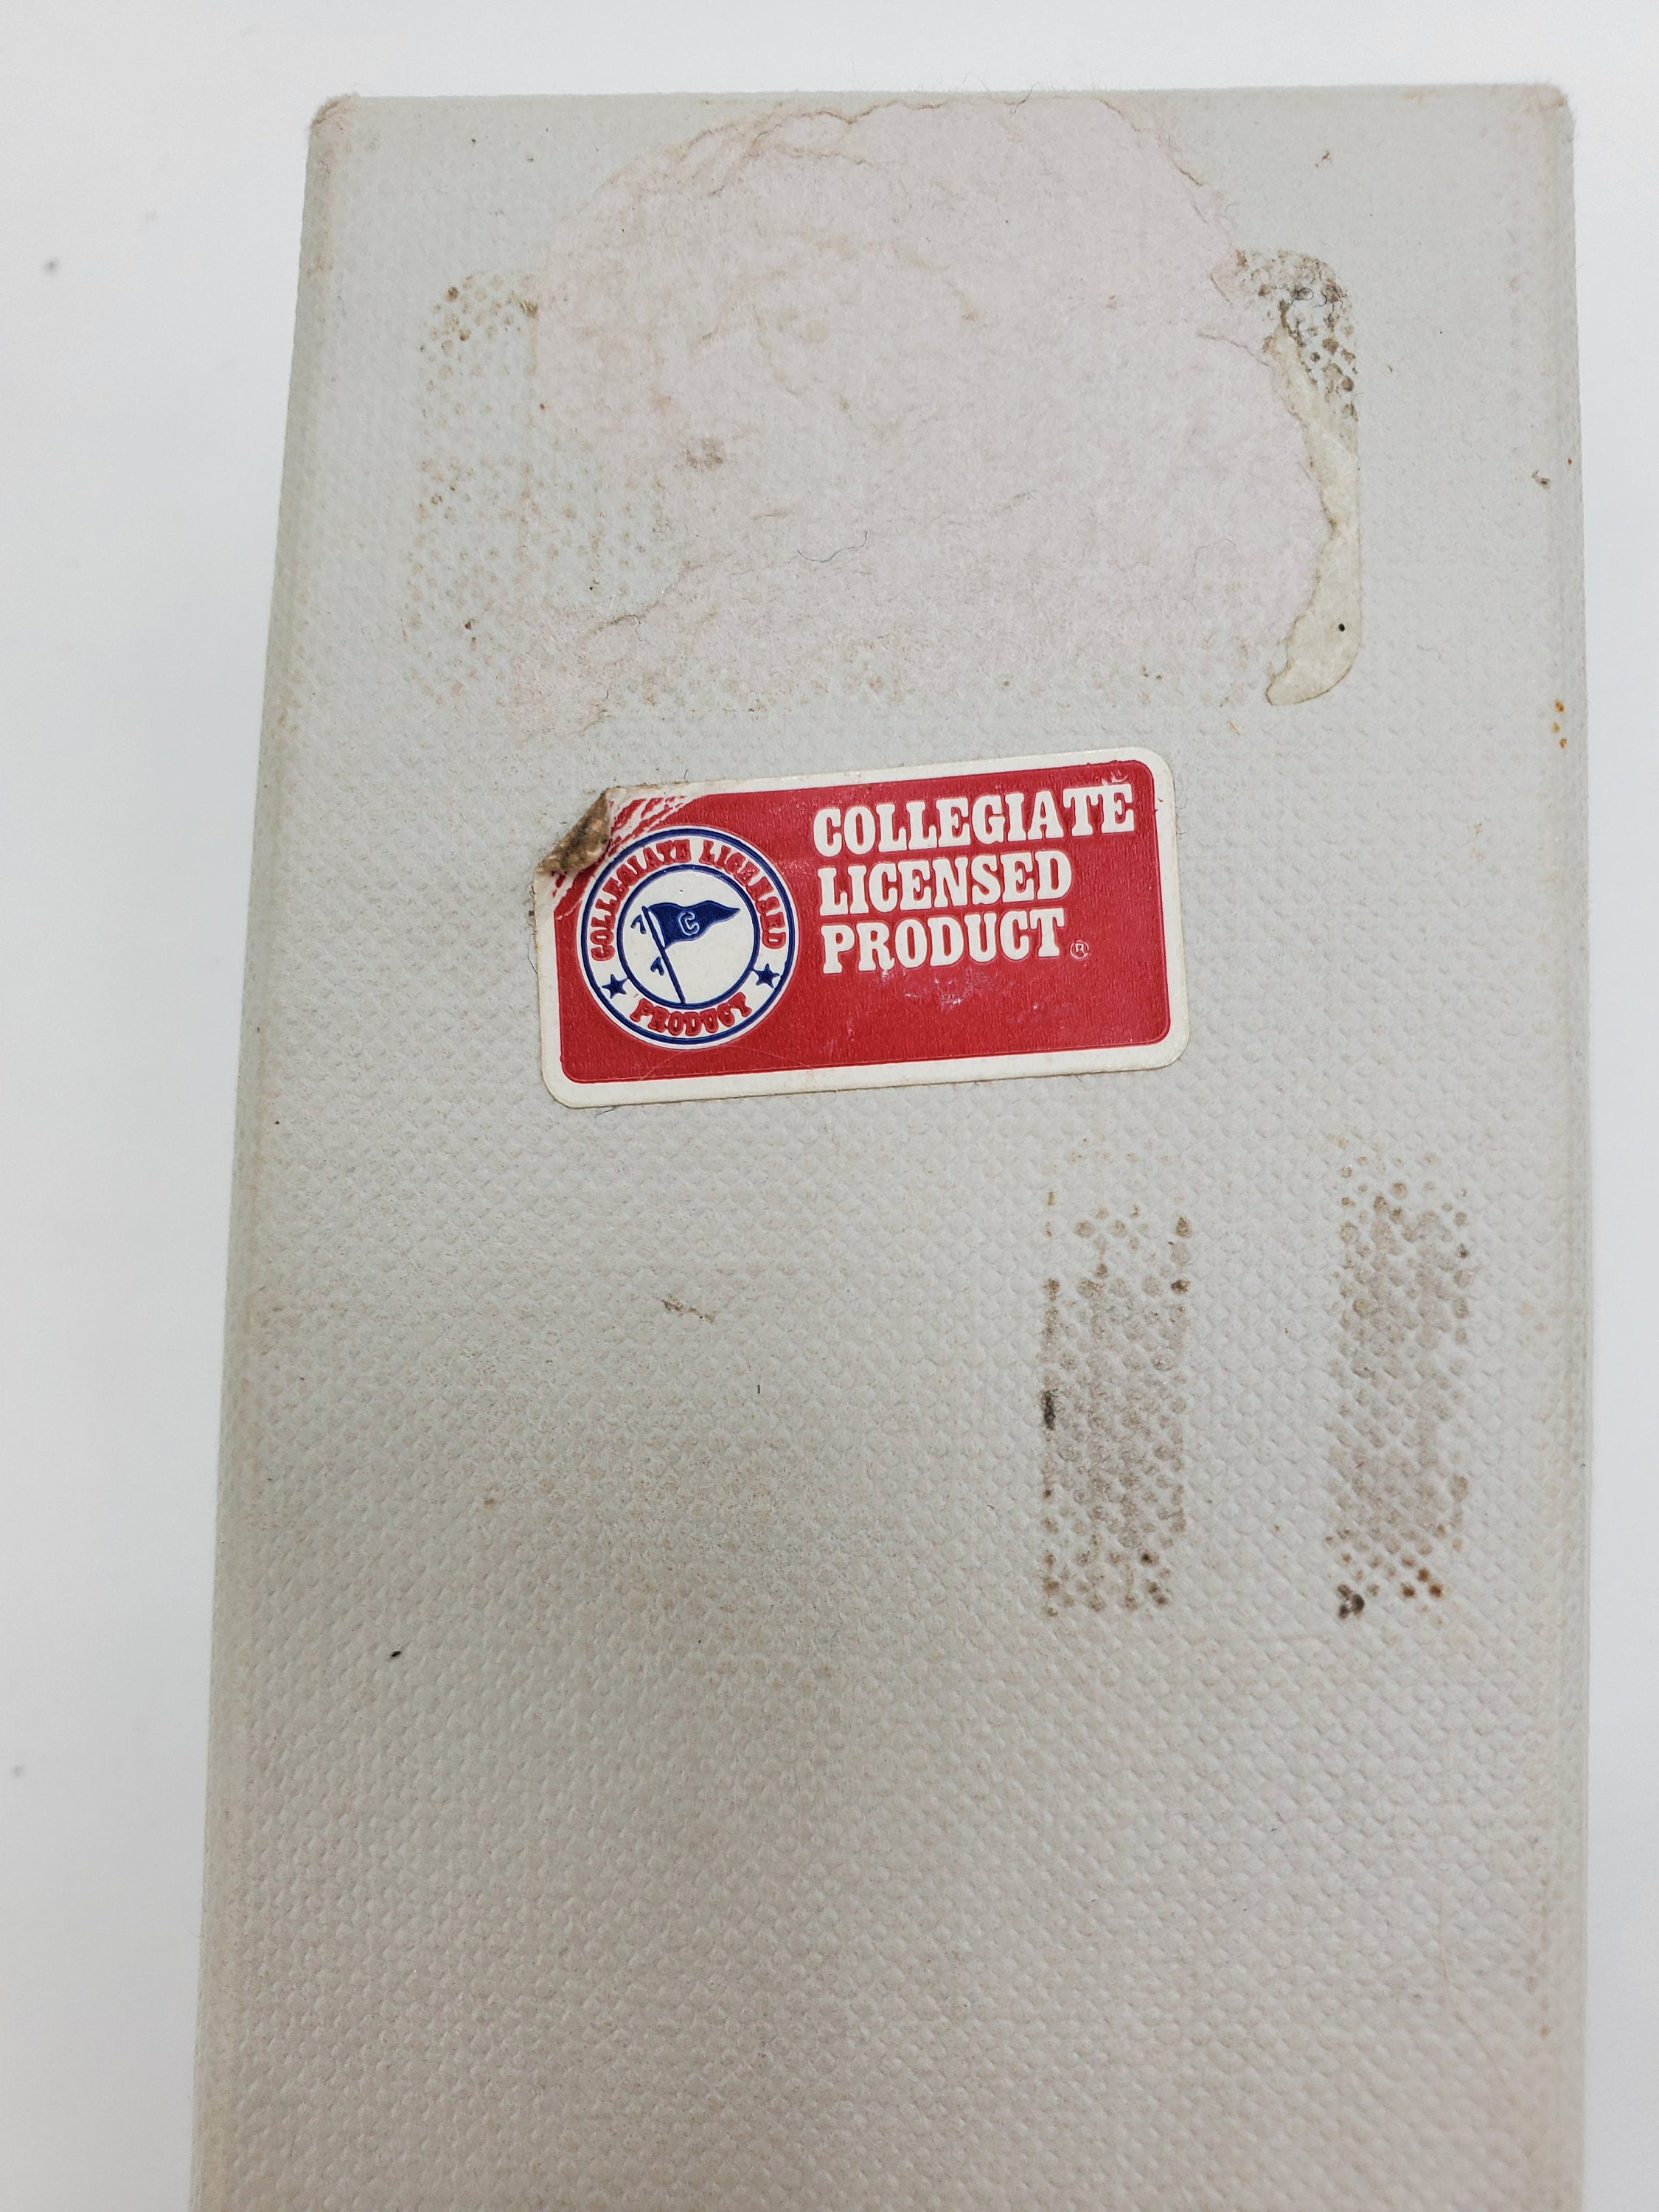 COLLEGIATE
LICENSED
PRODUCT®
COLLEGIATE LICENSED
C
★ PRODUCT ★